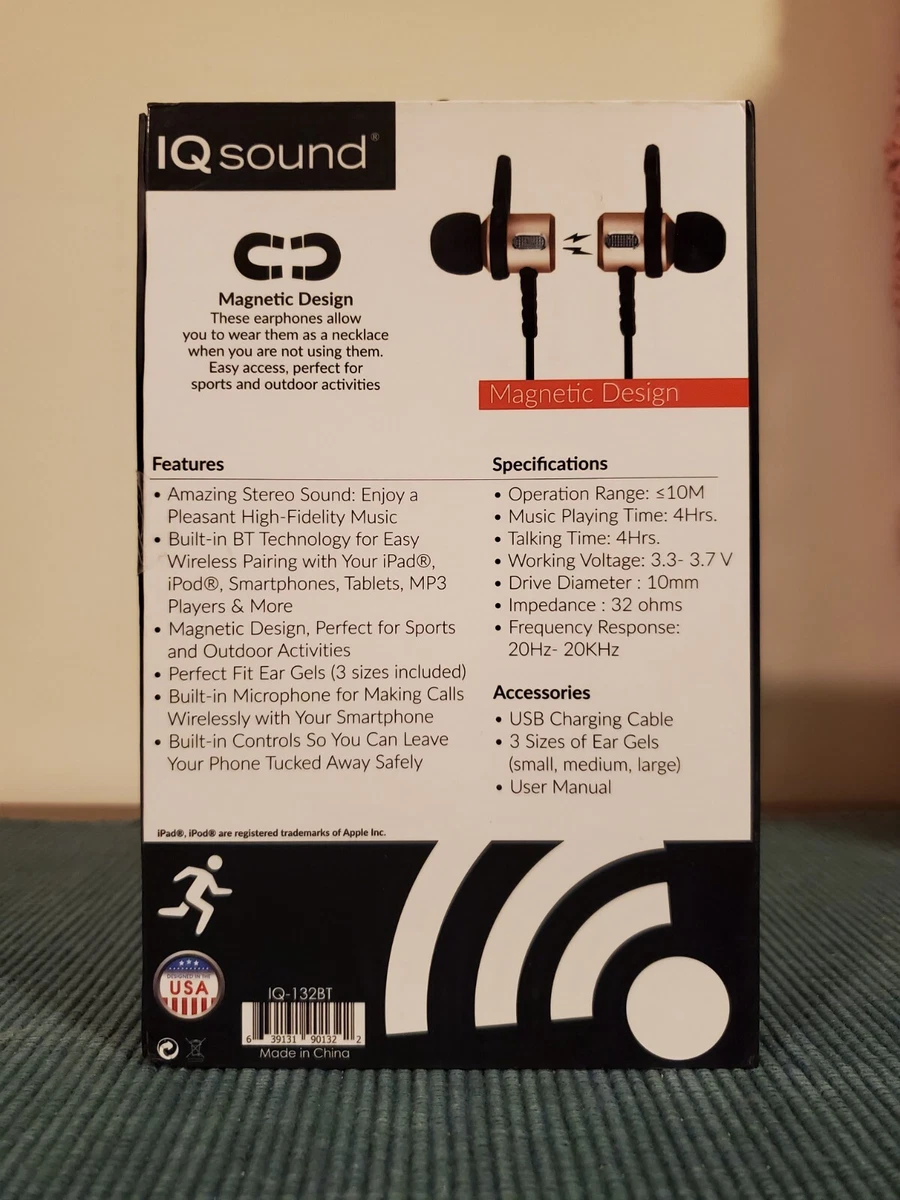 IQ sound®
Magnetic Design
These earphones allow
you to wear them as a necklace
when you are not using them.
Easy access, perfect for
sports and outdoor activities
Magnetic Design
Features
• Amazing Stereo Sound: Enjoy a
Pleasant High-Fidelity Music
• Built-in BT Technology for Easy
Wireless Pairing with Your iPad®,
iPod®, Smartphones, Tablets, MP3
Players & More
• Magnetic Design, Perfect for Sports
and Outdoor Activities
• Perfect Fit Ear Gels (3 sizes included)
• Built-in Microphone for Making Calls
Wirelessly with Your Smartphone
• Built-in Controls So You Can Leave
Your Phone Tucked Away Safely
Specifications
• Operation Range: ≤10M
• Music Playing Time: 4Hrs.
• Talking Time: 4Hrs.
• Working Voltage: 3.3- 3.7 V
• Drive Diameter : 10mm
• Impedance : 32 ohms
• Frequency Response:
20Hz- 20KHz
Accessories
• USB Charging Cable
• 3 Sizes of Ear Gels
(small, medium, large)
• User Manual
iPad®, iPod® are registered trademarks of Apple Inc.
DESIGNED IN THE
USA
IQ-132BT
6 39131 90132 2
Made in China